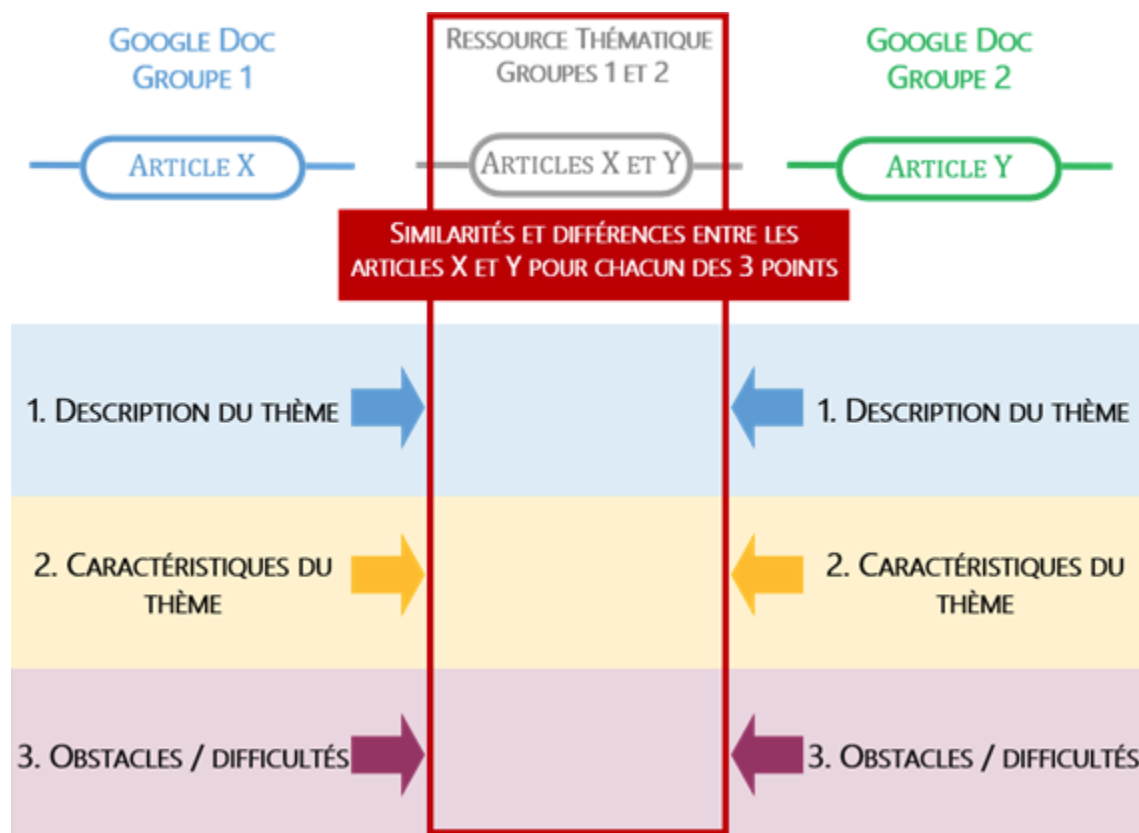 Google Doc
Groupe 1
Ressource Thématique
Groupes 1 et 2
Google Doc
Groupe 2
Article X
Articles X et Y
Article Y
Similarités et différences entre les
articles X et Y pour chacun des 3 points
1. Description du thème
1. Description du thème
2. Caractéristiques du
thème
2. Caractéristiques du
thème
3. Obstacles / difficultés
3. Obstacles / difficultés